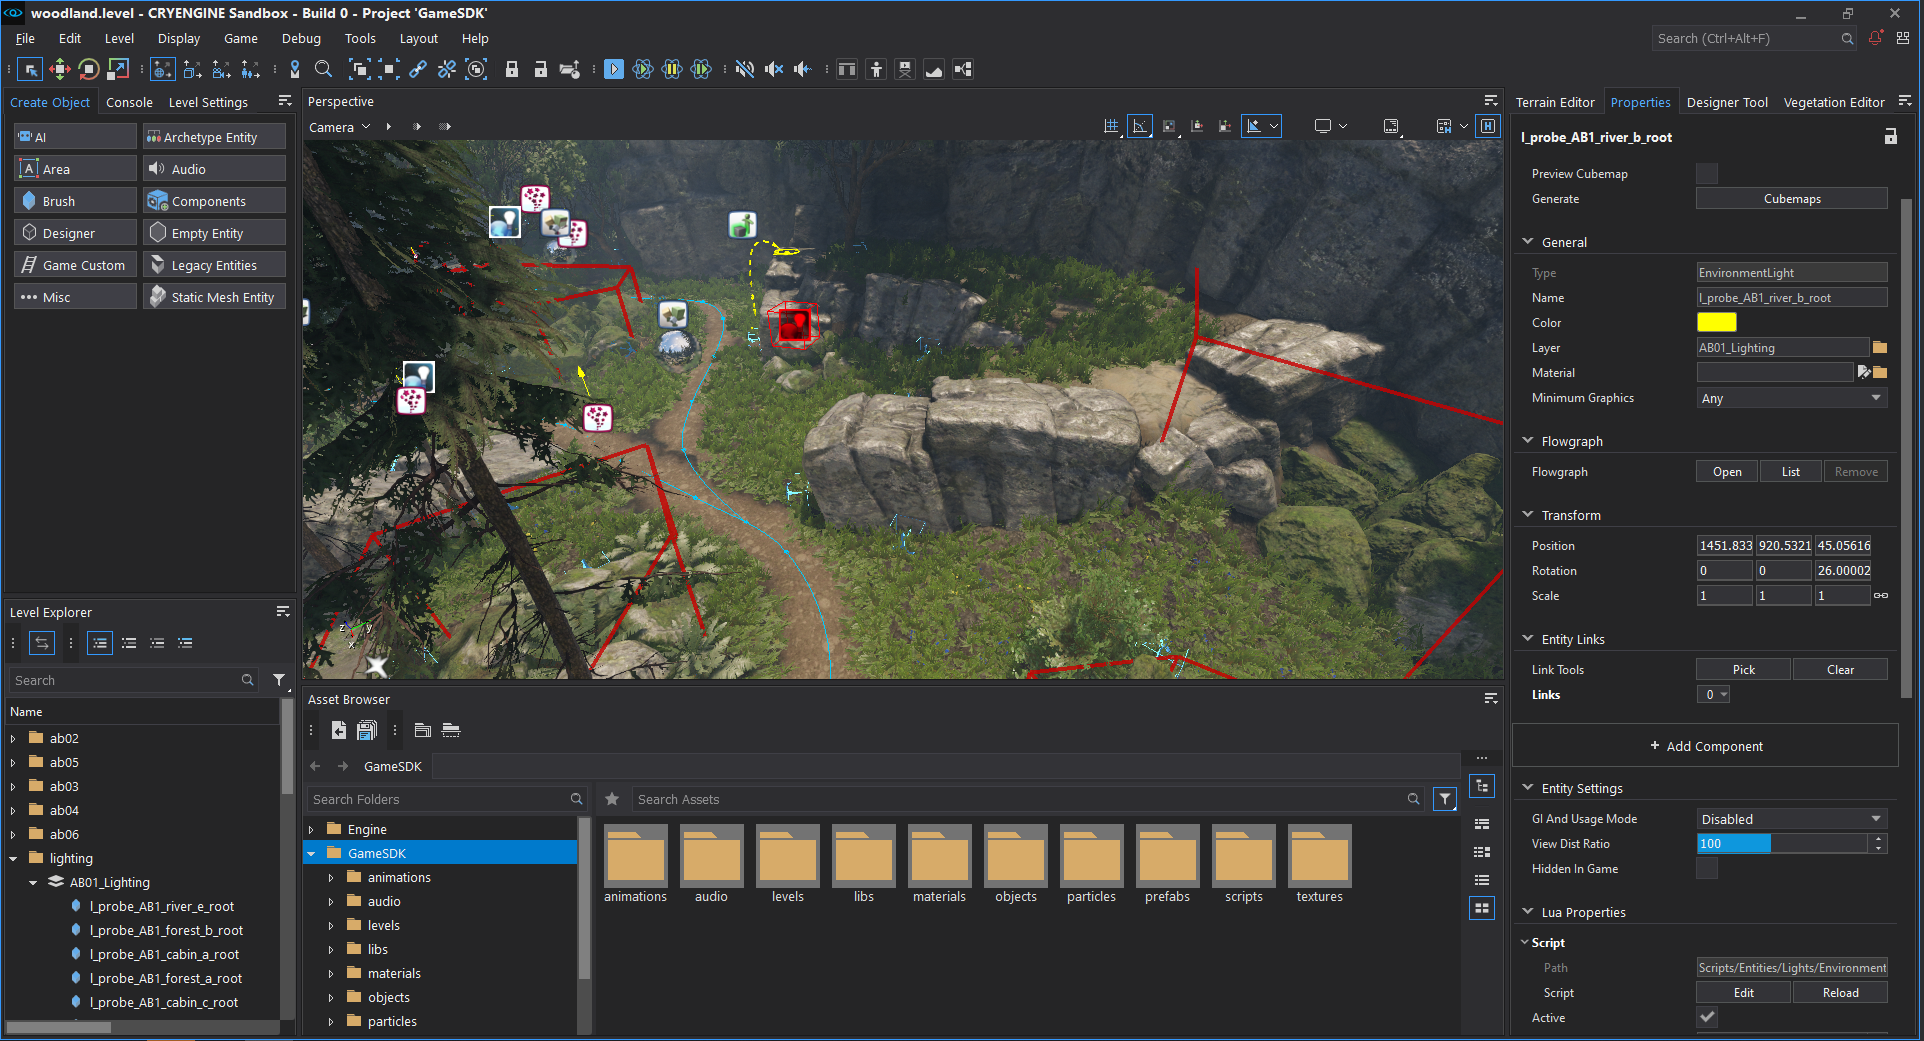 woodland.level - CRYENGINE Sandbox - Build 0 - Project 'GameSDK'
File Edit Level Display Game Debug Tools Layout Help
Search (Ctrl+Alt+F)
Create Object Console Level Settings
AI
Archetype Entity
Area
Audio
Brush
Components
Designer
Empty Entity
Game Custom
Legacy Entities
Misc
Static Mesh Entity
Level Explorer
Search
Name
ab02
ab05
ab03
ab04
ab06
lighting
AB01_Lighting
l_probe_AB1_river_e_root
l_probe_AB1_forest_b_root
l_probe_AB1_cabin_a_root
l_probe_AB1_forest_a_root
l_probe_AB1_cabin_c_root
Perspective
Camera
z y
x
Asset Browser
GameSDK
Search Folders
Search Assets
Engine
GameSDK
animations
audio
levels
libs
materials
objects
particles
animations audio levels libs materials objects particles prefabs scripts textures
Terrain Editor Properties Designer Tool Vegetation Editor
l_probe_AB1_river_b_root
Preview Cubemap
Generate Cubemaps
General
Type EnvironmentLight
Name l_probe_AB1_river_b_root
Color
Layer AB01_Lighting
Material
Minimum Graphics Any
Flowgraph
Flowgraph Open List Remove
Transform
Position 1451.833 920.5321 45.05616
Rotation 0 0 26.00002
Scale 1 1 1
Entity Links
Link Tools Pick Clear
Links 0
+ Add Component
Entity Settings
GI And Usage Mode Disabled
View Dist Ratio 100
Hidden In Game
Lua Properties
Script
Path Scripts/Entities/Lights/Environment
Script Edit Reload
Active